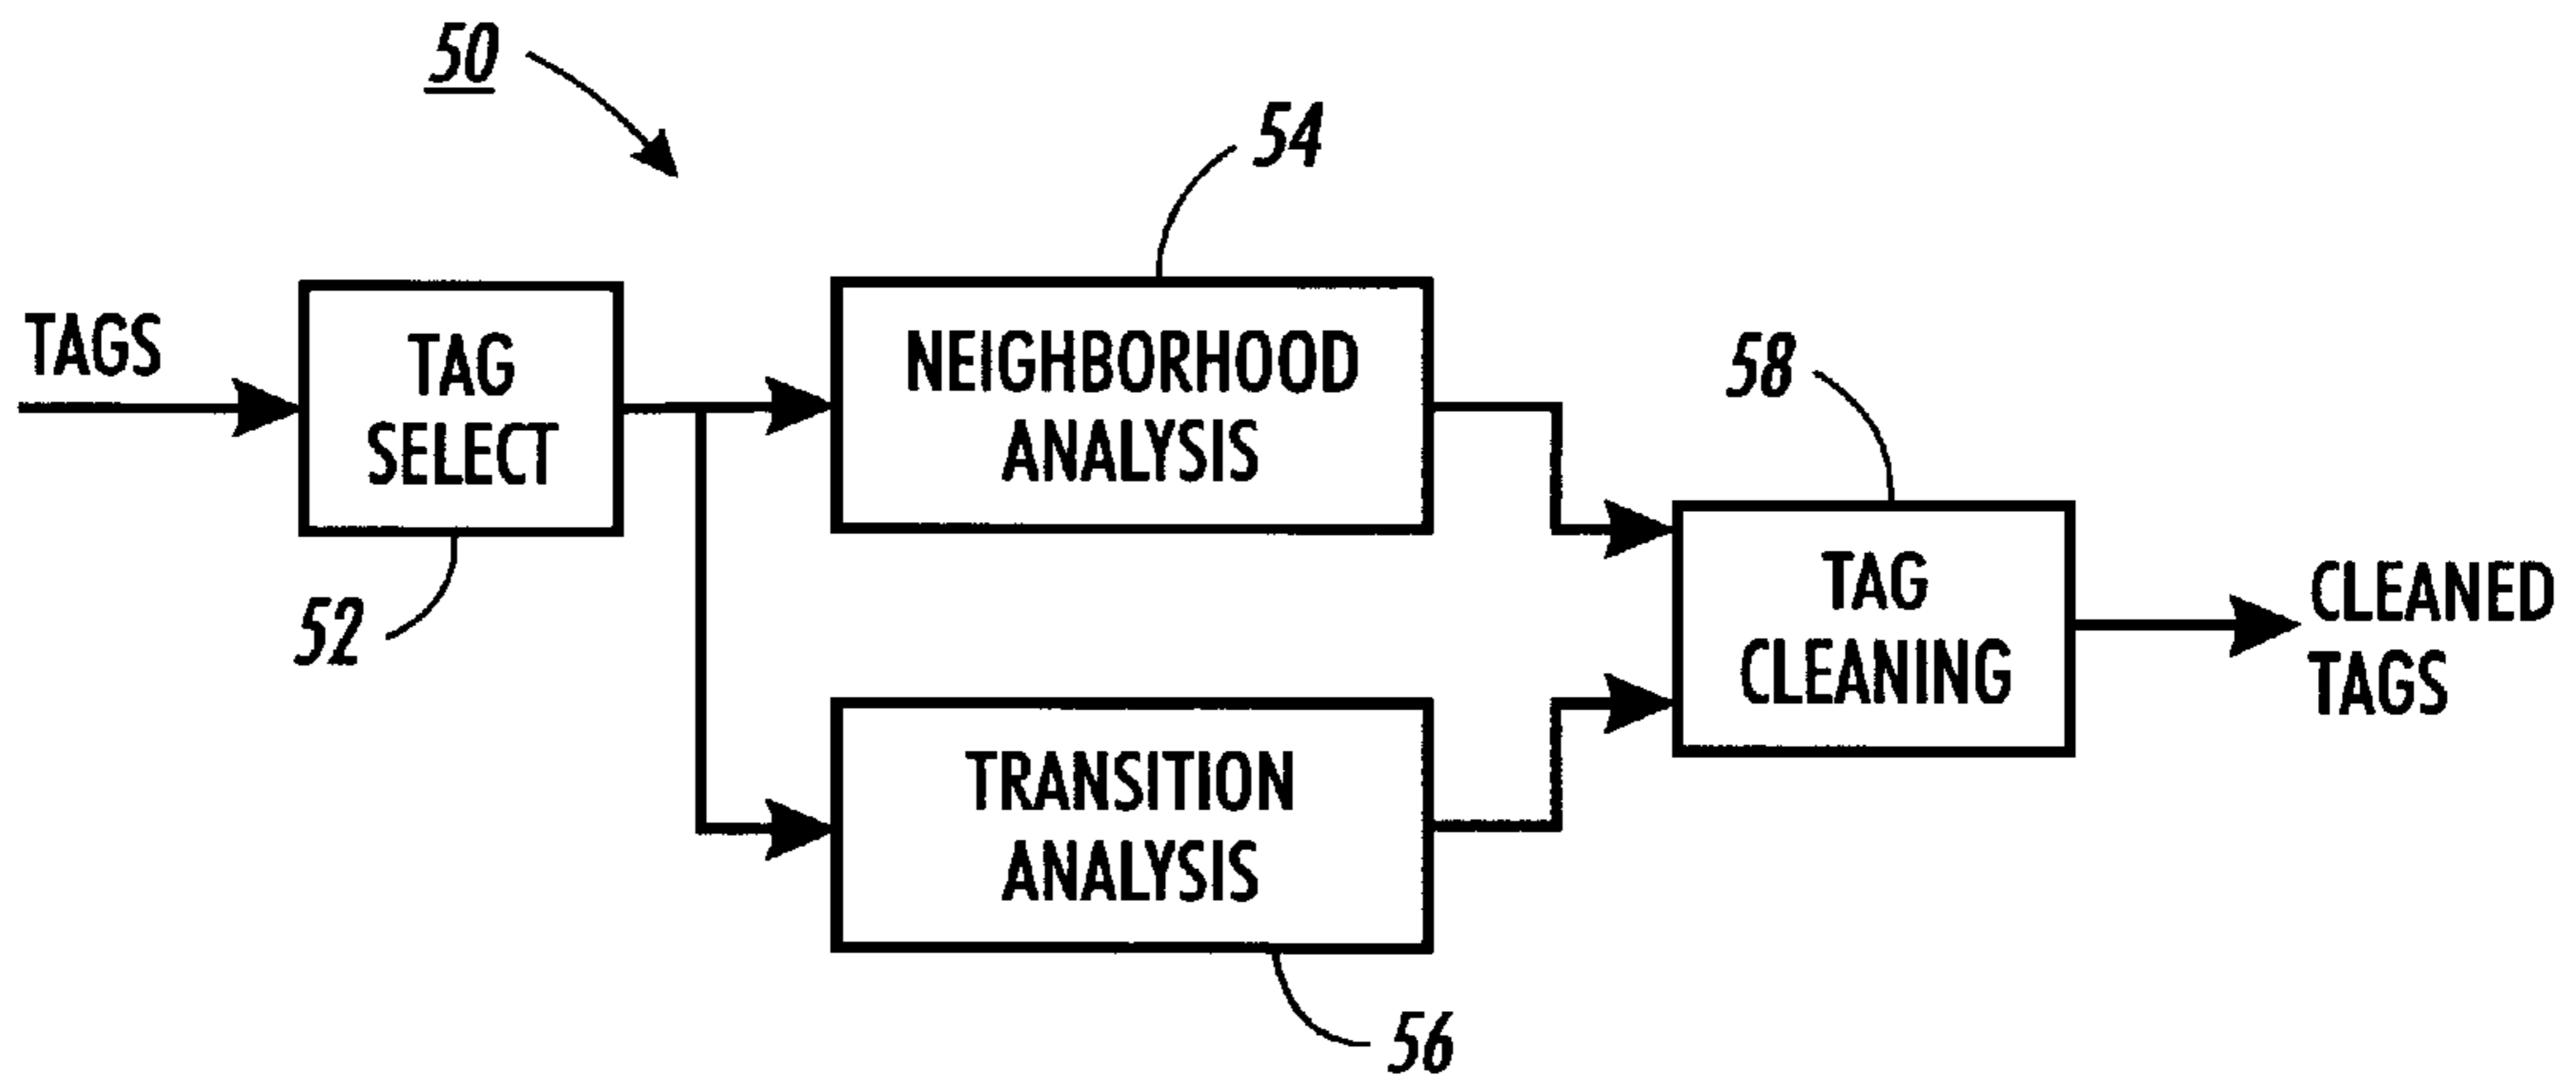 50
54
TAGS
TAG
SELECT
52
NEIGHBORHOOD
ANALYSIS
58
TAG
CLEANING
CLEANED
TAGS
TRANSITION
ANALYSIS
56